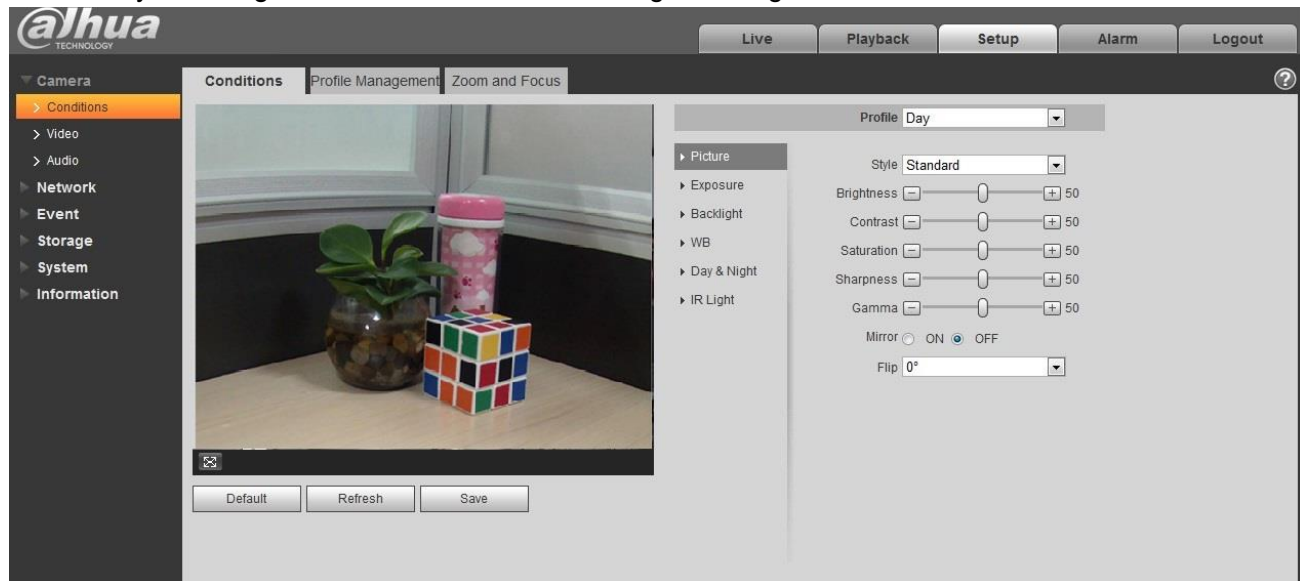 alhua
TECHNOLOGY
Live
Playback
Setup
Alarm
Logout
Camera
Conditions
Video
Audio
Network
Event
Storage
System
Information
Conditions
Profile Management
Zoom and Focus
?
Profile Day
Picture
Exposure
Backlight
WB
Day & Night
IR Light
Style Standard
Brightness 50
Contrast 50
Saturation 50
Sharpness 50
Gamma 50
Mirror ON OFF
Flip 0°
Default
Refresh
Save